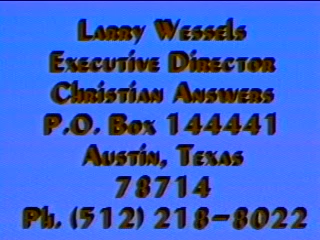 Larry Wessels
Executive Director
Christian Answers
P.O. Box 144441
Austin, Texas
78714
Ph. (512) 218-8022